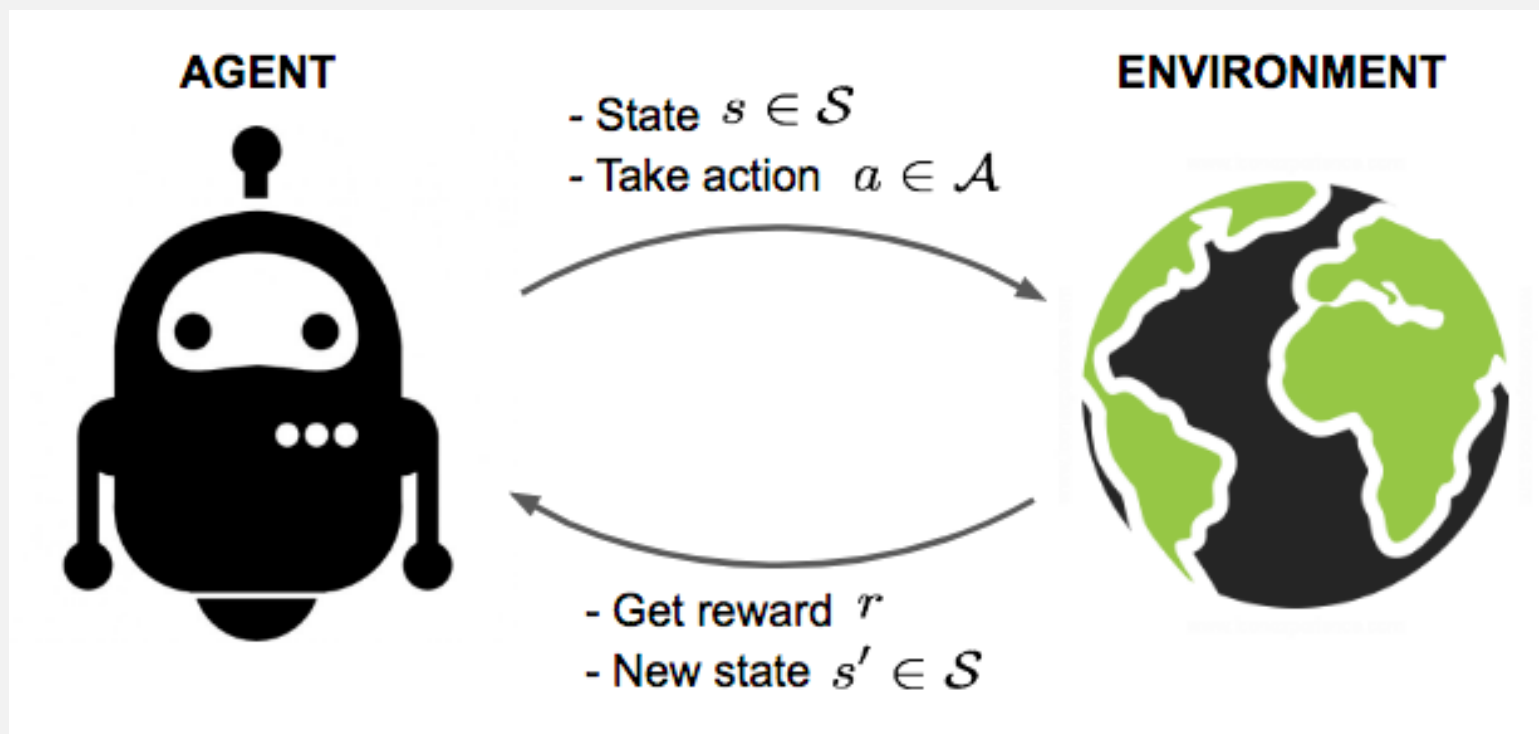 AGENT
ENVIRONMENT
- State s ∈ 𝒮
- Take action a ∈ 𝒜
- Get reward r
- New state s′ ∈ 𝒮